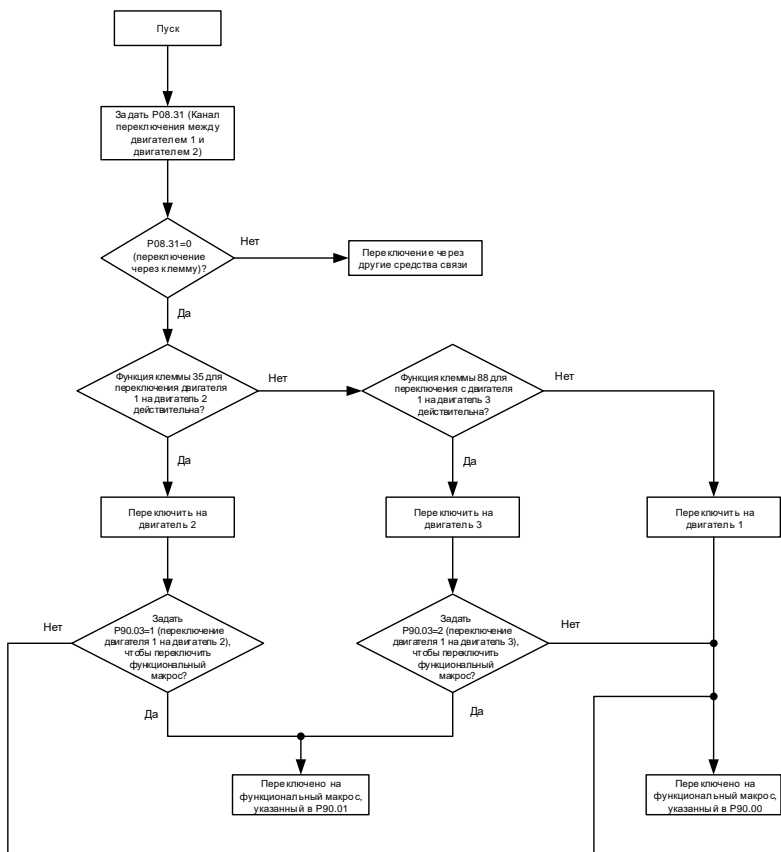 Пуск
Задать P08.31 (Канал
переключения между
двигателем 1 и
двигателем 2)
P08.31=0
(переключение
через клемму)?
Нет
Переключение через
другие средства связи
Да
Функция клеммы 35 для
переключения двигателя
1 на двигатель 2
действительна?
Нет
Функция клеммы 88 для
переключения с двигателя
1 на двигатель 3
действительна?
Нет
Да
Да
Переключить на
двигатель 2
Переключить на
двигатель 3
Переключить на
двигатель 1
Нет
Задать
P90.03=1 (переключение
двигателя 1 на двигатель 2),
чтобы переключить
функциональный
макрос?
Задать
P90.03=2 (переключение
двигателя 1 на двигатель 3),
чтобы переключить
функциональный
макрос?
Нет
Да
Да
Переключено на
функциональный макрос,
указанный в P90.01
Переключено на
функциональный макрос,
указанный в P90.00